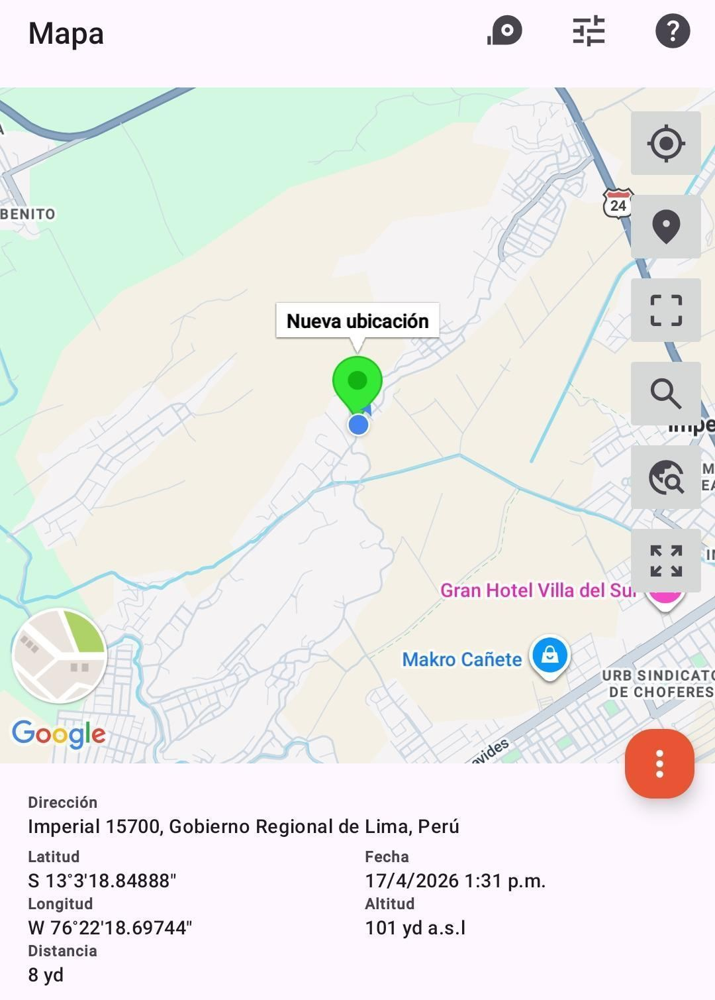 Mapa
24
BENITO
Nueva ubicación
Gran Hotel Villa del Sur
Makro Cañete
URB SINDICATO
DE CHOFERES
Google
Dirección
Imperial 15700, Gobierno Regional de Lima, Perú
Latitud
S 13°3'18.84888"
Fecha
17/4/2026 1:31 p.m.
Longitud
W 76°22'18.69744"
Altitud
101 yd a.s.l
Distancia
8 yd